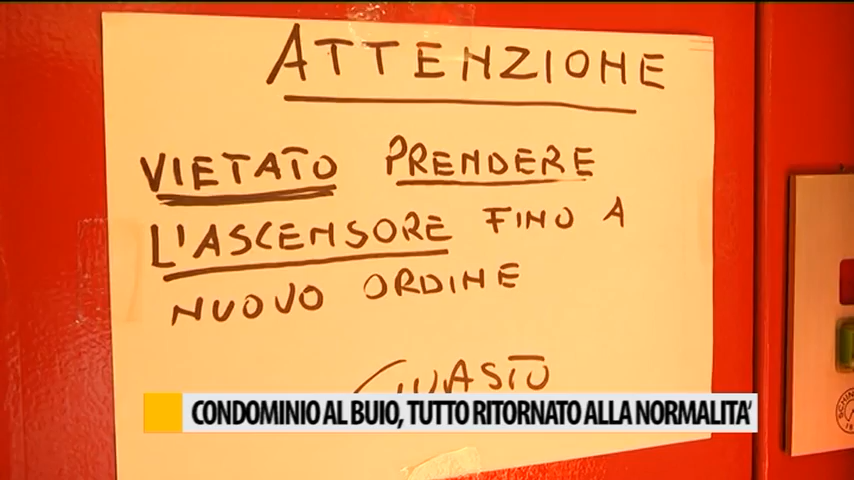 ATTENZIONE
VIETATO PRENDERE
L'ASCENSORE FINO A
NUOVO ORDINE
GUASTO
CONDOMINIO AL BUIO, TUTTO RITORNATO ALLA NORMALITA'